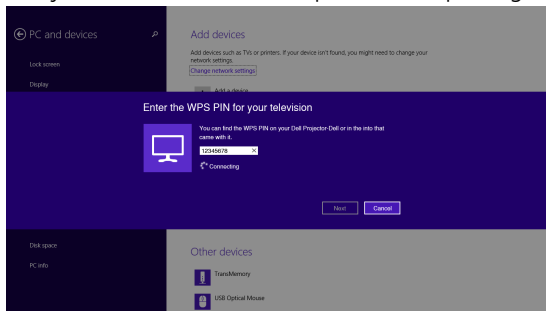 PC and devices
Lock screen
Display
Add devices
Add devices such as TVs or printers. If your device isn't found, you might need to change your
network settings.
Change network settings
Add a device
Enter the WPS PIN for your television
You can find the WPS PIN on your Dell Projector-Dell or in the into that
came with it.
12345678
Connecting
Next
Cancel
Disk space
PC info
Other devices
TransMemory
USB Optical Mouse